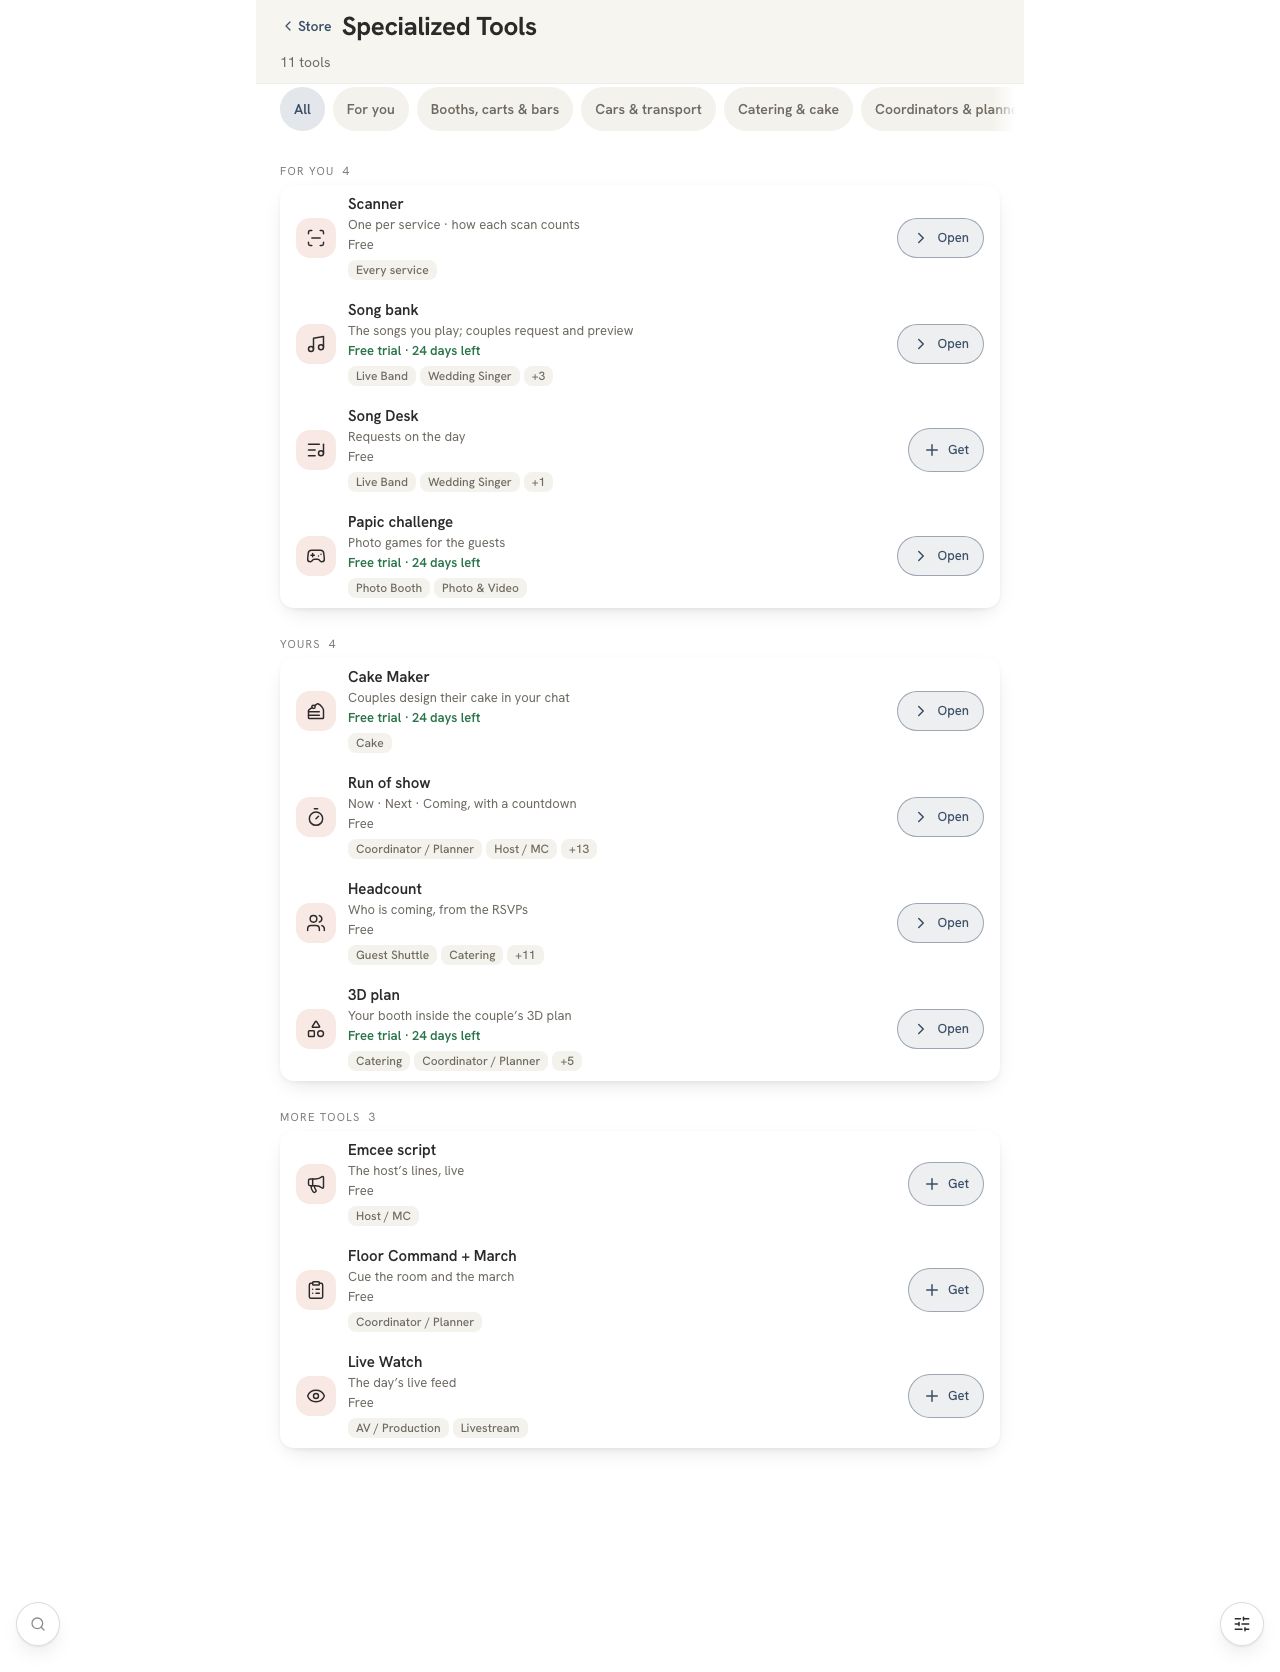 Store Specialized Tools
11 tools
All For you Booths, carts & bars Cars & transport Catering & cake Coordinators &
FOR YOU 4
Scanner
One per service · how each scan counts
Free
Every service
Open
Song bank
The songs you play; couples request and preview
Free trial · 24 days left
Live Band Wedding Singer +3
Open
Song Desk
Requests on the day
Free
Live Band Wedding Singer +1
Get
Papic challenge
Photo games for the guests
Free trial · 24 days left
Photo Booth Photo & Video
Open
YOURS 4
Cake Maker
Couples design their cake in your chat
Free trial · 24 days left
Cake
Open
Run of show
Now · Next · Coming, with a countdown
Free
Coordinator / Planner Host / MC +13
Open
Headcount
Who is coming, from the RSVPs
Free
Guest Shuttle Catering +11
Open
3D plan
Your booth inside the couple’s 3D plan
Free trial · 24 days left
Catering Coordinator / Planner +5
Open
MORE TOOLS 3
Emcee script
The host’s lines, live
Free
Host / MC
Get
Floor Command + March
Cue the room and the march
Free
Coordinator / Planner
Get
Live Watch
The day’s live feed
Free
AV / Production Livestream
Get